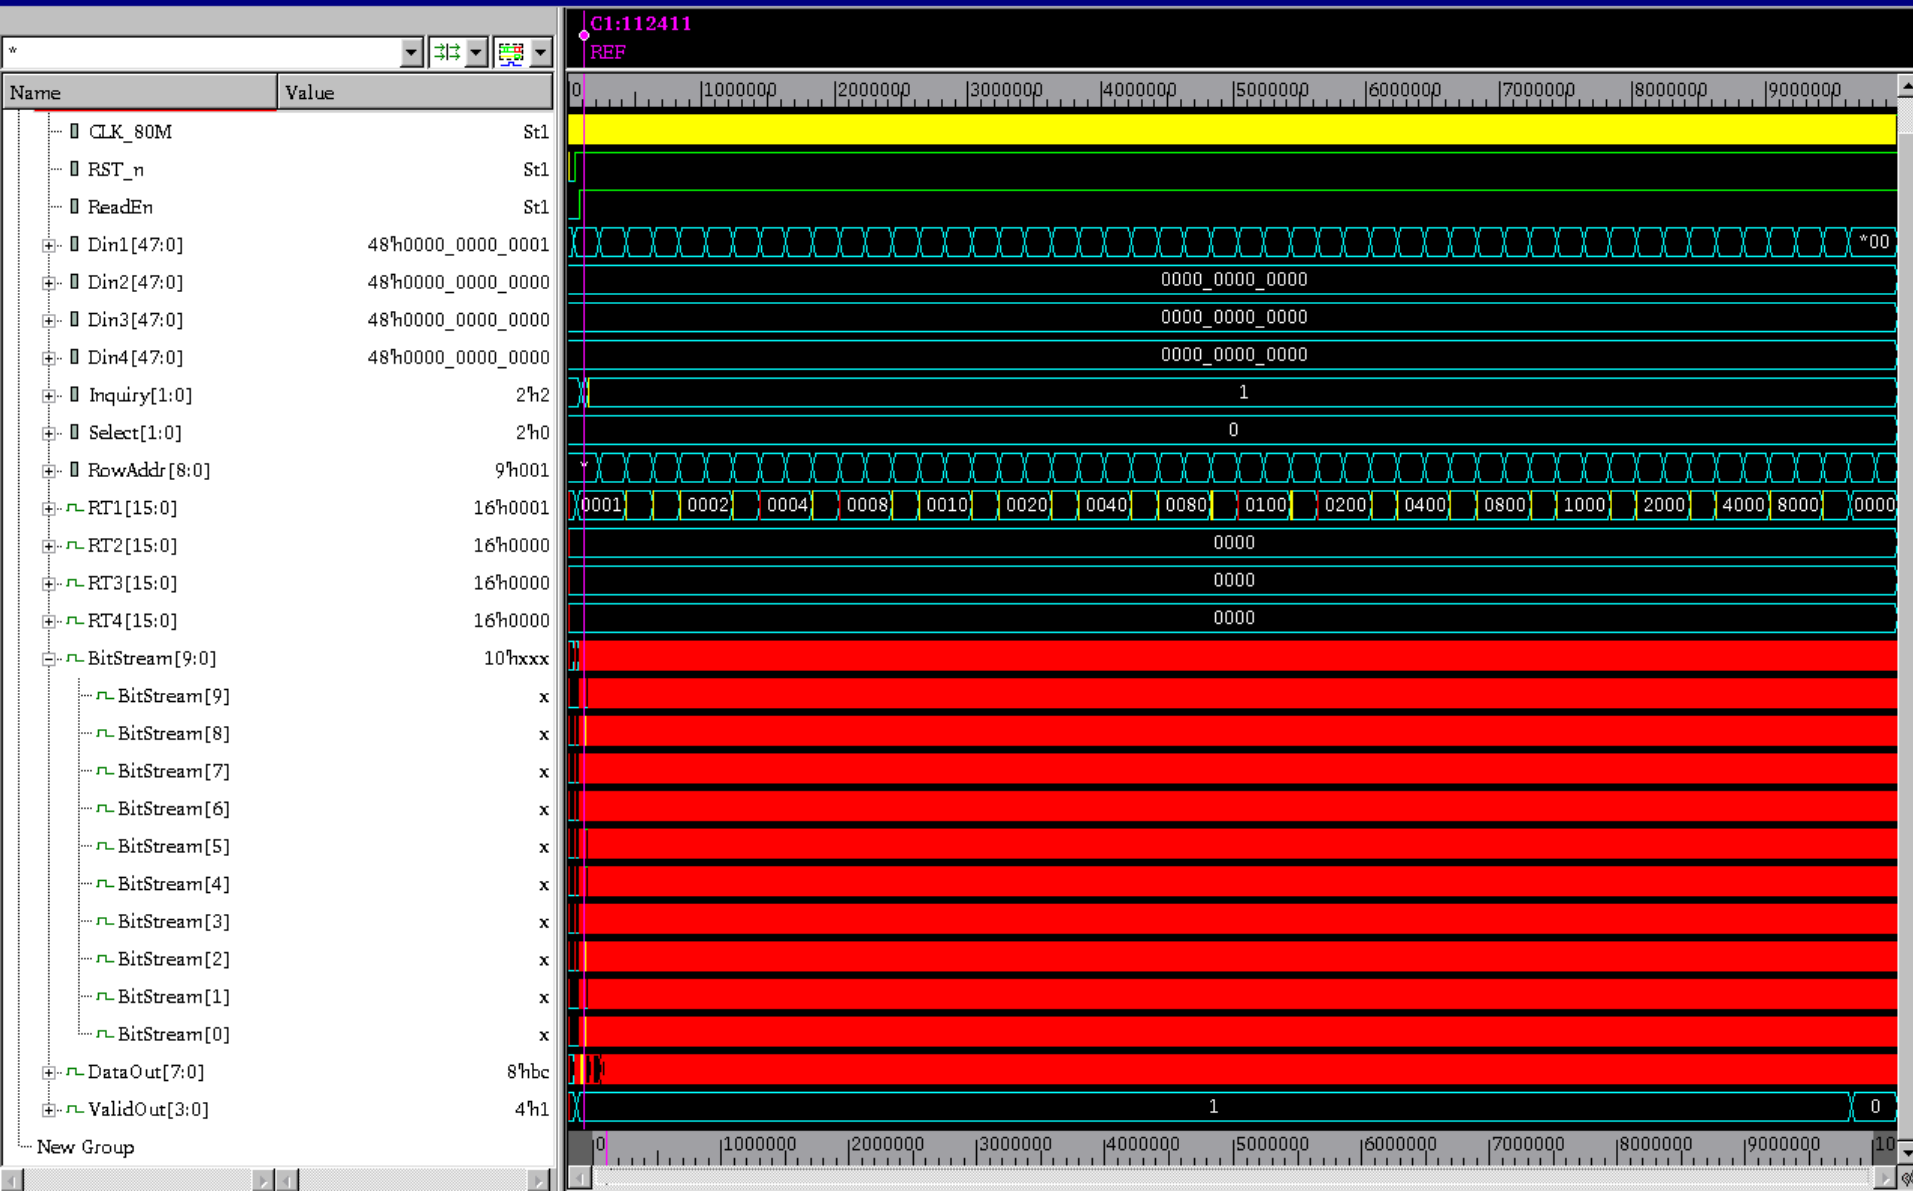 C1:112411
REF
*
Name Value
0 1000000 2000000 3000000 4000000 5000000 6000000 7000000 8000000 9000000
CLK_80M St1
RST_n St1
ReadEn St1
Din1[47:0] 48'h0000_0000_0001 *00
Din2[47:0] 48'h0000_0000_0000 0000_0000_0000
Din3[47:0] 48'h0000_0000_0000 0000_0000_0000
Din4[47:0] 48'h0000_0000_0000 0000_0000_0000
Inquiry[1:0] 2'h2 1
Select[1:0] 2'h0 0
RowAddr[8:0] 9'h001 *
RT1[15:0] 16'h0001 0001 0002 0004 0008 0010 0020 0040 0080 0100 0200 0400 0800 1000 2000 4000 8000 0000
RT2[15:0] 16'h0000 0000
RT3[15:0] 16'h0000 0000
RT4[15:0] 16'h0000 0000
BitStream[9:0] 10'hxxx
BitStream[9] x
BitStream[8] x
BitStream[7] x
BitStream[6] x
BitStream[5] x
BitStream[4] x
BitStream[3] x
BitStream[2] x
BitStream[1] x
BitStream[0] x
DataOut[7:0] 8'hbc
ValidOut[3:0] 4'h1 1 0
New Group
0 1000000 2000000 3000000 4000000 5000000 6000000 7000000 8000000 9000000 10